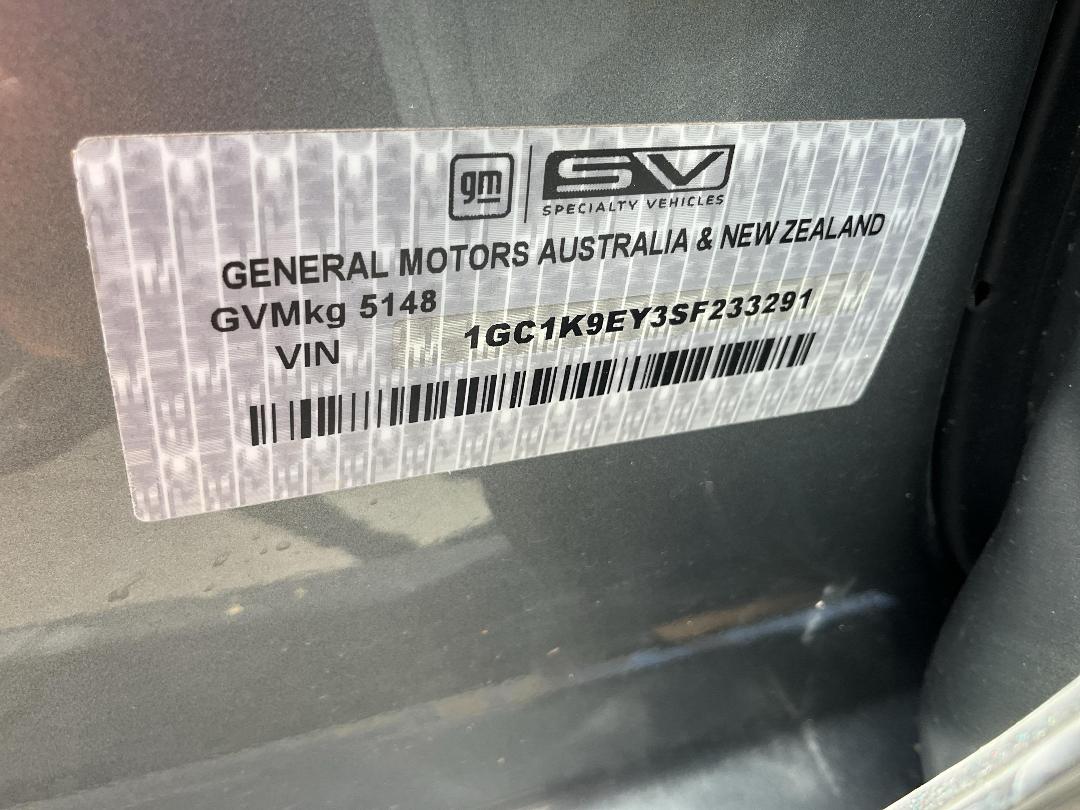 gm SV
SPECIALTY VEHICLES
GENERAL MOTORS AUSTRALIA & NEW ZEALAND
GVMkg 5148
VIN 1GC1K9EY3SF233291